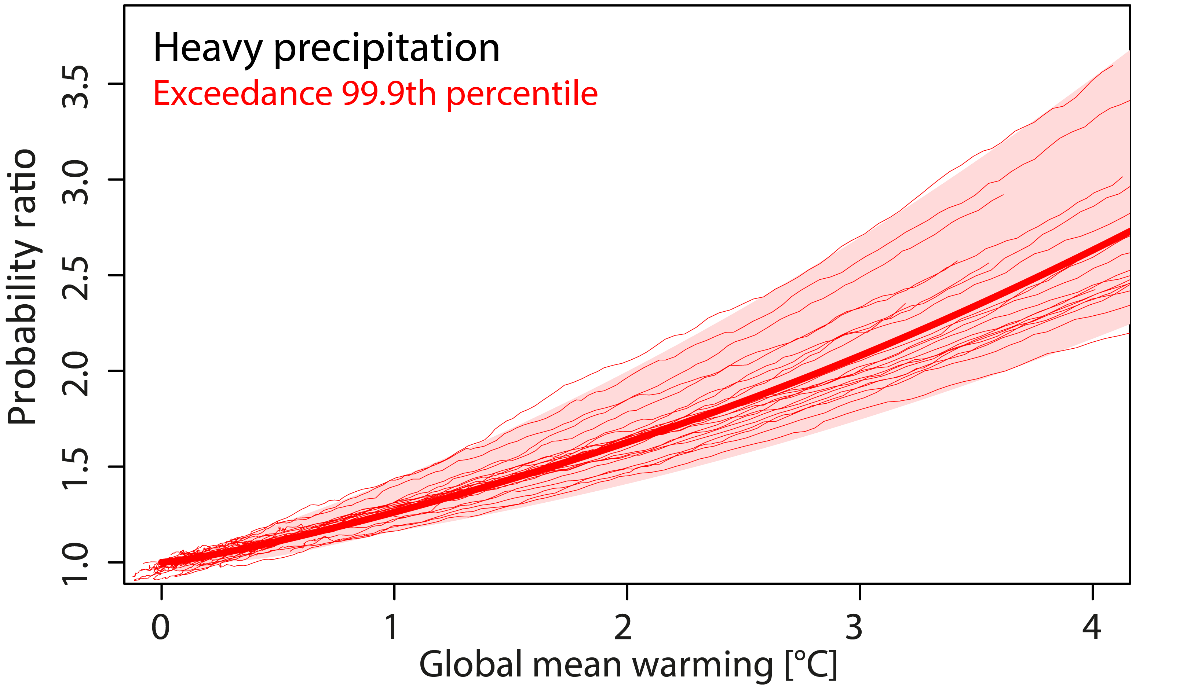 Heavy precipitation
Exceedance 99.9th percentile
Probability ratio
3.5
3.0
2.5
2.0
1.5
1.0
0 1 2 3 4
Global mean warming [°C]